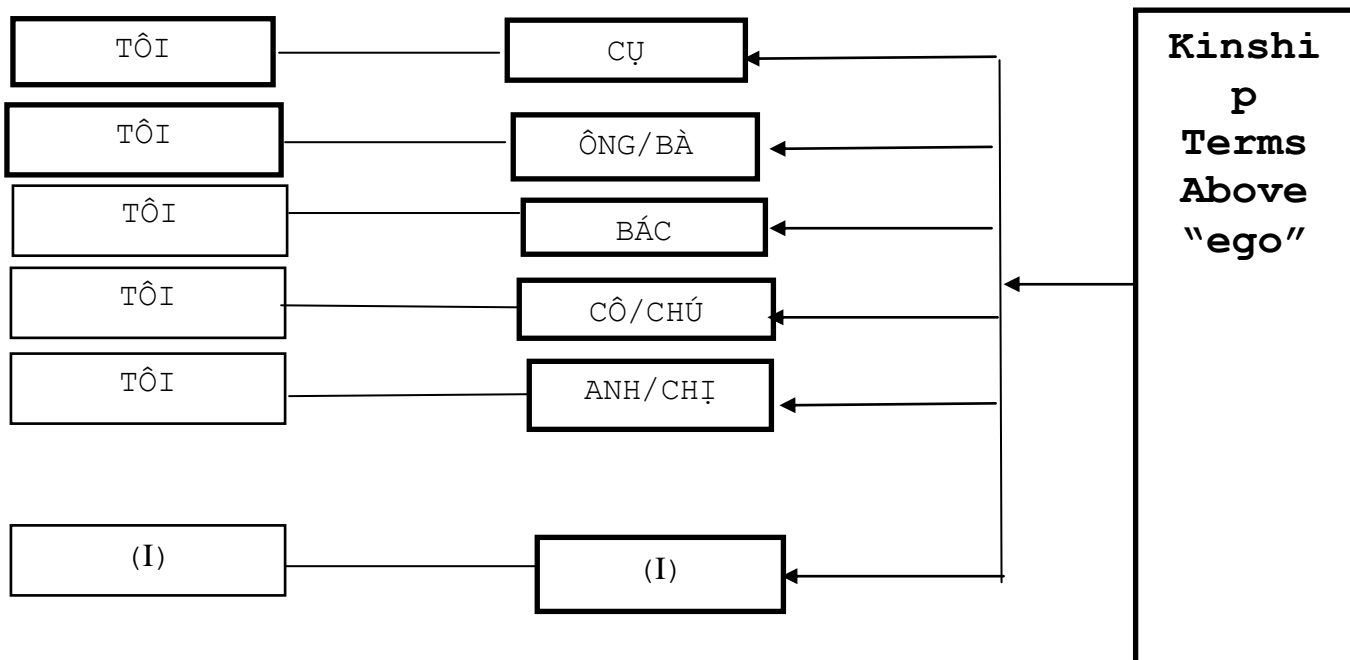 TÔI
CỤ
TÔI
ÔNG/BÀ
TÔI
BÁC
TÔI
CÔ/CHÚ
TÔI
ANH/CHỊ
(I)
(I)
Kinshi
p
Terms
Above
“ego”